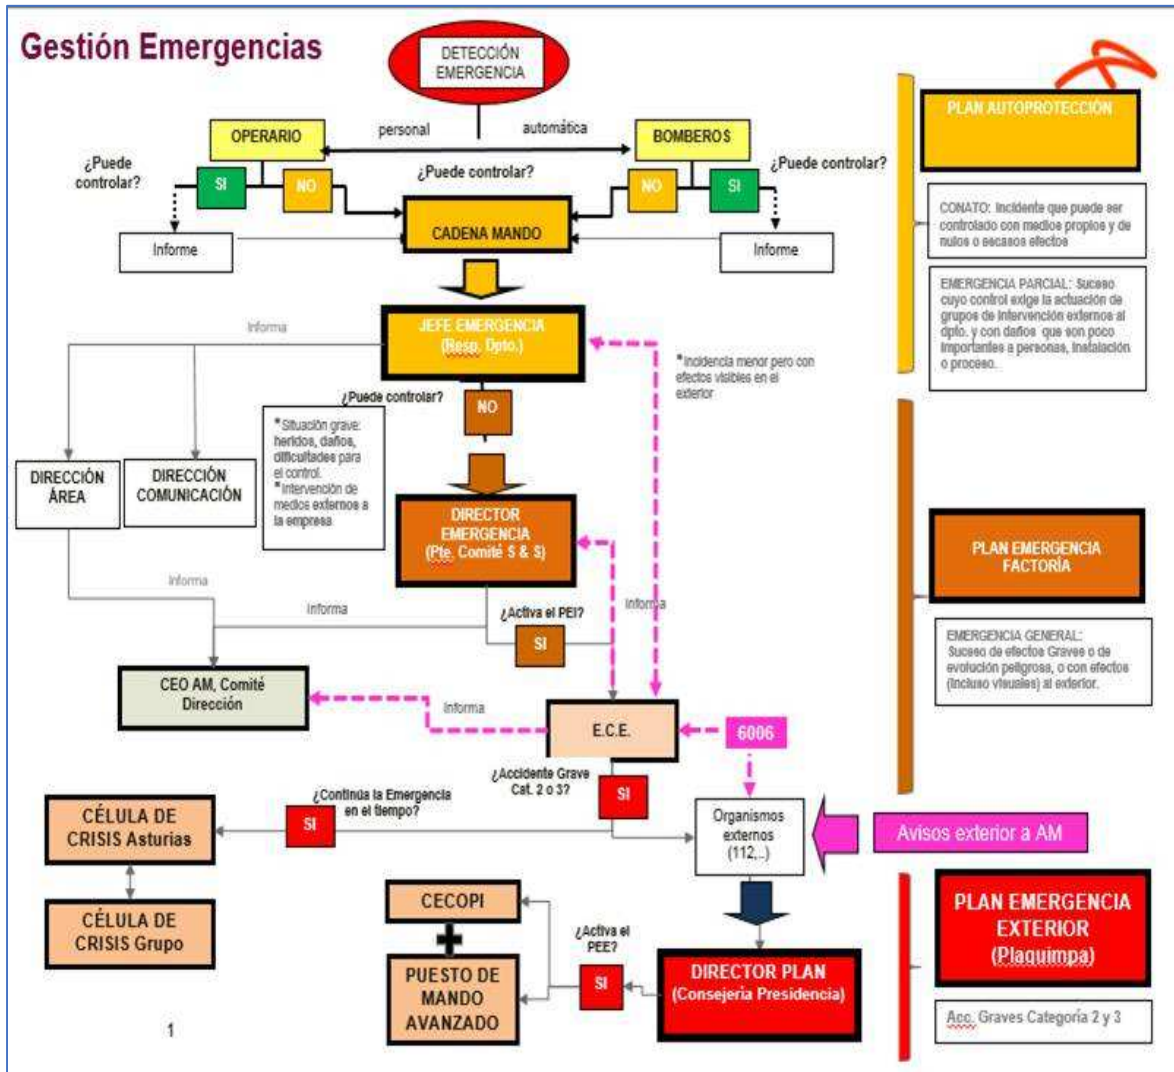 Gestión Emergencias
DETECCIÓN
EMERGENCIA
PLAN AUTOPROTECCIÓN
OPERARIO
personal
automática
BOMBEROS
¿Puede
controlar?
SI
NO
¿Puede controlar?
NO
SI
¿Puede controlar?
CADENA MANDO
Informe
Informe
CONATO: Incidente que puede ser
controlado con medios propios y de
nulos o escasos efectos
EMERGENCIA PARCIAL: Suceso
cuyo control exige la actuación de
grupos de intervención externos al
dpto. y con daños que son poco
importantes a personas, instalación
o proceso.
Informa
JEFE EMERGENCIA
(Resp. Dpto.)
*Incidencia menor pero con
efectos visibles en el
exterior
¿Puede controlar?
NO
*Situación grave:
heridos, daños,
dificultades para
el control.
*Intervención de
medios externos a
la empresa
DIRECCIÓN
ÁREA
DIRECCIÓN
COMUNICACIÓN
DIRECTOR
EMERGENCIA
(Pte. Comité S & S)
PLAN EMERGENCIA
FACTORÍA
Informa
Informa
¿Activa el PEI?
SI
Informa
EMERGENCIA GENERAL:
Suceso de efectos Graves o de
evolución peligrosa, o con efectos
(incluso visuales) al exterior.
CEO AM, Comité
Dirección
Informa
E.C.E.
6006
¿Accidente Grave
Cat. 2 o 3?
SI
¿Continúa la Emergencia
en el tiempo?
SI
CÉLULA DE
CRISIS Asturias
Organismos
externos
(112,..)
Avisos exterior a AM
CÉLULA DE
CRISIS Grupo
CECOPI
¿Activa el
PEE?
SI
PUESTO DE
MANDO
AVANZADO
DIRECTOR PLAN
(Consejería Presidencia)
PLAN EMERGENCIA
EXTERIOR
(Plaquimpa)
Acc. Graves Categoría 2 y 3
1